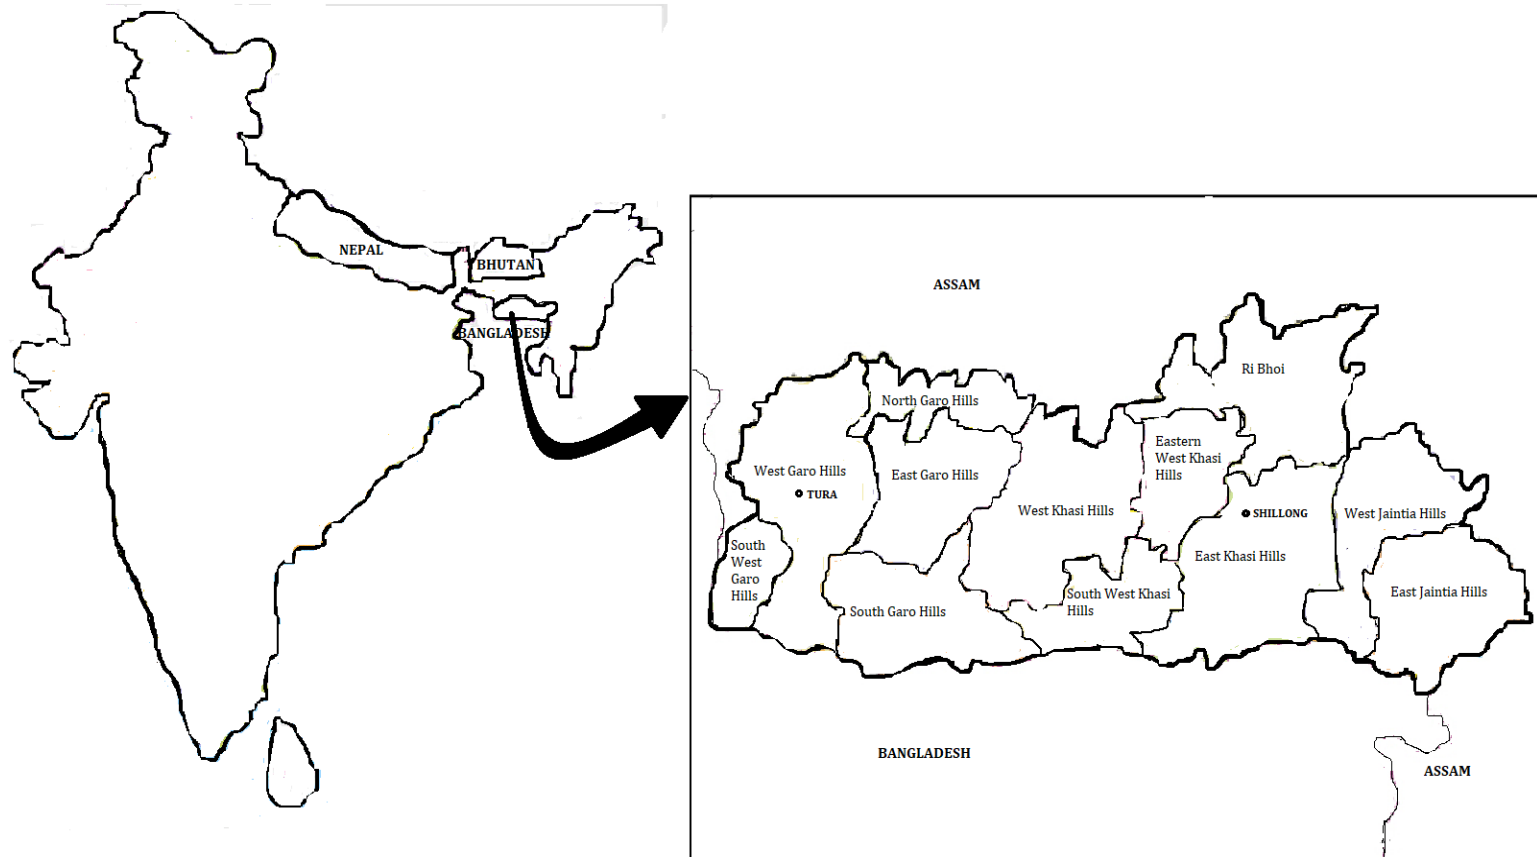 NEPAL
BHUTAN
BANGLADESH
ASSAM
Ri Bhoi
North Garo Hills
Eastern
West Khasi
Hills
West Garo Hills
East Garo Hills
TURA
West Khasi Hills
SHILLONG
West Jaintia Hills
South
West
Garo
Hills
East Khasi Hills
South West Khasi
Hills
East Jaintia Hills
South Garo Hills
BANGLADESH
ASSAM